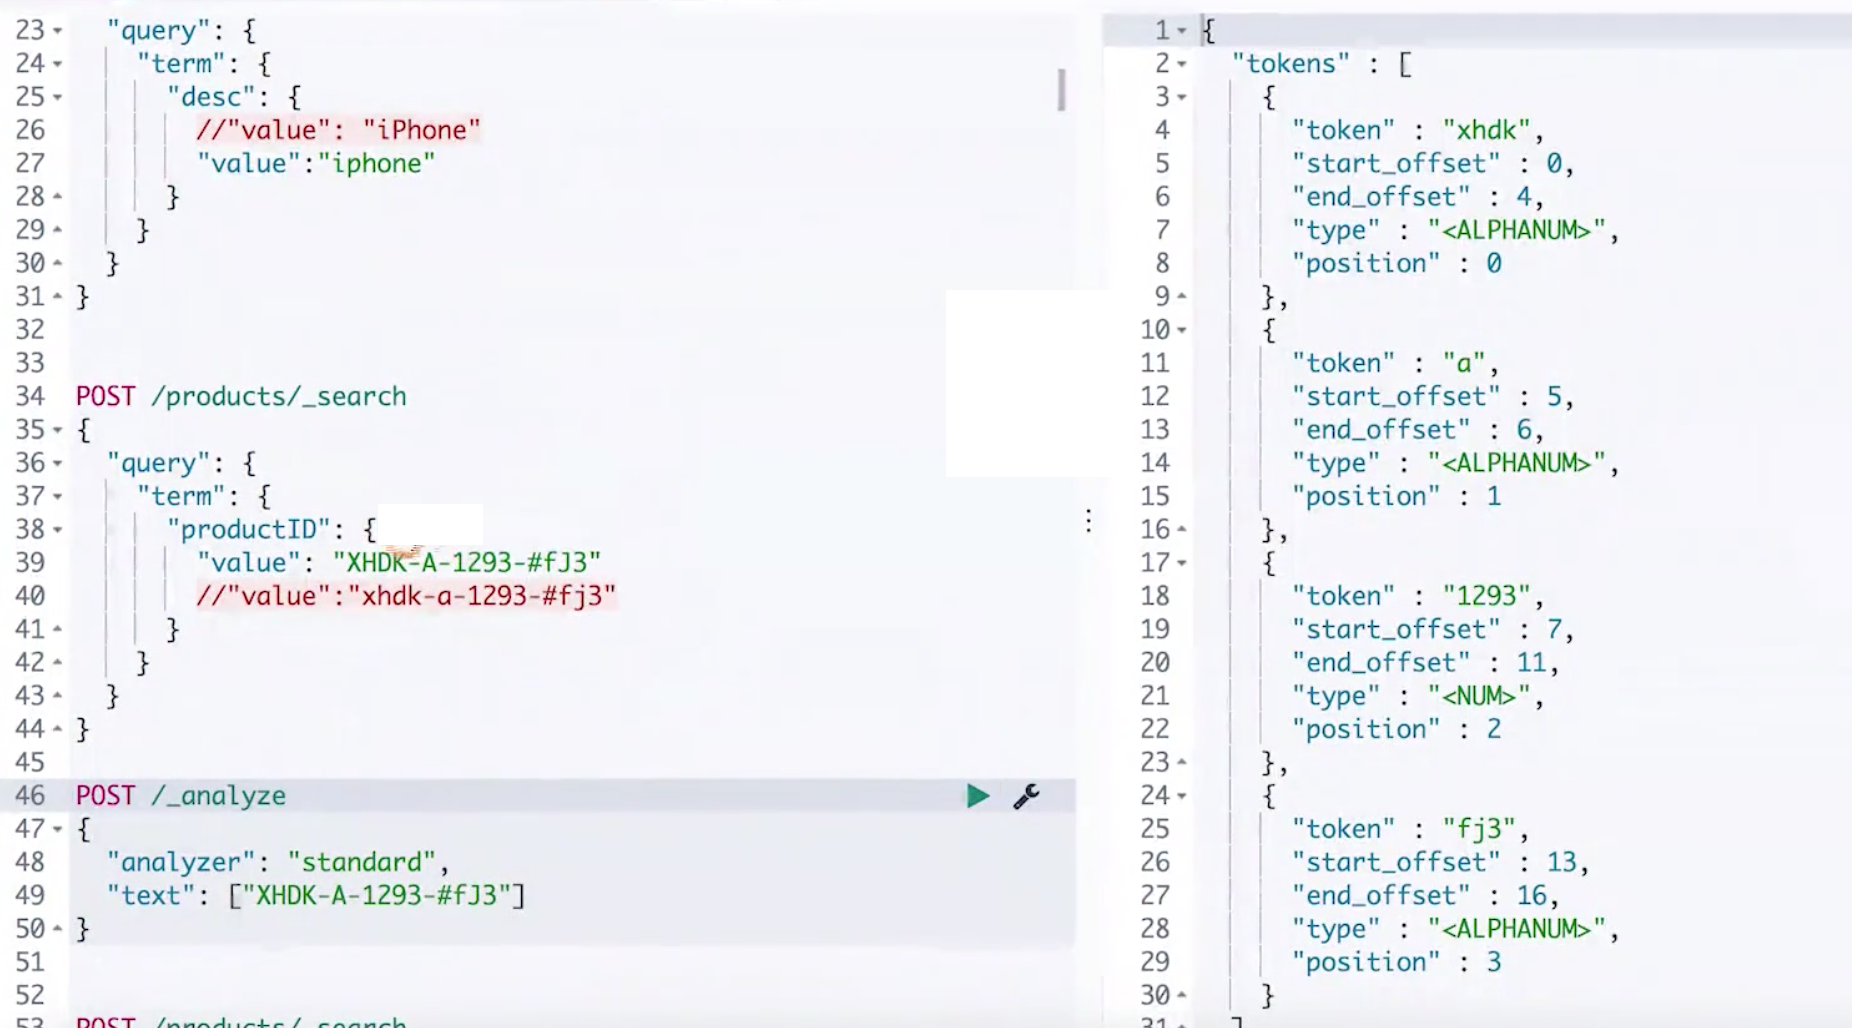 23 "query": {
24 "term": {
25 "desc": {
26 //"value": "iPhone"
27 "value":"iphone"
28 }
29 }
30 }
31 }
32
33
34 POST /products/_search
35 {
36 "query": {
37 "term": {
38 "productID": {
39 "value": "XHDK-A-1293-#fJ3"
40 //"value":"xhdk-a-1293-#fj3"
41 }
42 }
43 }
44 }
45
46 POST /_analyze
47 {
48 "analyzer": "standard",
49 "text": ["XHDK-A-1293-#fJ3"]
50 }
51
52
53 POST /products/_search
1 {
2 "tokens" : [
3 {
4 "token" : "xhdk",
5 "start_offset" : 0,
6 "end_offset" : 4,
7 "type" : "<ALPHANUM>",
8 "position" : 0
9 },
10 {
11 "token" : "a",
12 "start_offset" : 5,
13 "end_offset" : 6,
14 "type" : "<ALPHANUM>",
15 "position" : 1
16 },
17 {
18 "token" : "1293",
19 "start_offset" : 7,
20 "end_offset" : 11,
21 "type" : "<NUM>",
22 "position" : 2
23 },
24 {
25 "token" : "fj3",
26 "start_offset" : 13,
27 "end_offset" : 16,
28 "type" : "<ALPHANUM>",
29 "position" : 3
30 }
31 ]